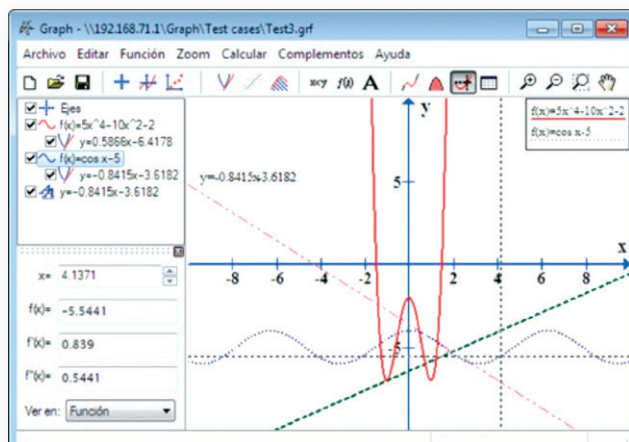 Graph - \\192.168.71.1\Graph\Test cases\Test3.grf
Archivo Editar Función Zoom Calcular Complementos Ayuda
x=y f(x) A
Ejes
f(x)=5x^4-10x^2-2
y=0.5866x-6.4178
f(x)=cos x-5
y=-0.8415x-3.6182
y=-0.8415x-3.6182
x= 4.1371
f(x)= -5.5441
f'(x)= 0.839
f''(x)= 0.5441
Ver en: Función
y
f(x)=5x^4-10x^2-2
f(x)=cos x-5
y=-0.8415x-3.6182
5
x
-8 -6 -4 -2 2 4 6 8
-5